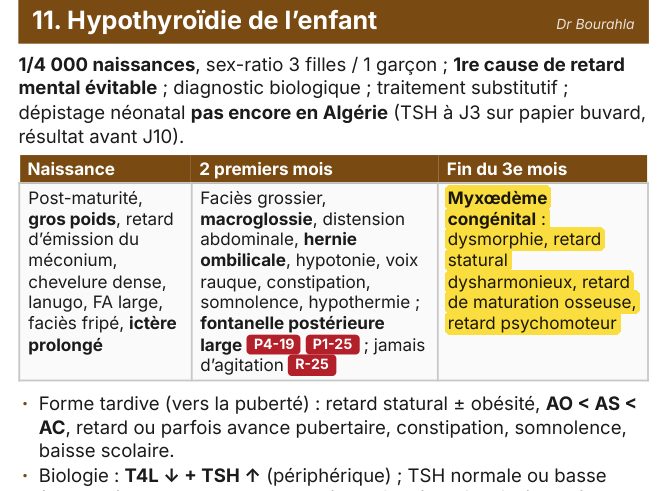 11. Hypothyroïdie de l’enfant
Dr Bourahla
1/4 000 naissances, sex-ratio 3 filles / 1 garçon ; 1re cause de retard
mental évitable ; diagnostic biologique ; traitement substitutif ;
dépistage néonatal pas encore en Algérie (TSH à J3 sur papier buvard,
résultat avant J10).
Naissance
Post-maturité,
gros poids, retard
d’émission du
méconium,
chevelure dense,
lanugo, FA large,
faciès fripé, ictère
prolongé
2 premiers mois
Faciès grossier,
macroglossie, distension
abdominale, hernie
ombilicale, hypotonie, voix
rauque, constipation,
somnolence, hypothermie ;
fontanelle postérieure
large P4-19 P1-25 ; jamais
d’agitation R-25
Fin du 3e mois
Myxœdème
congénital :
dysmorphie, retard
statural
dysharmonieux, retard
de maturation osseuse,
retard psychomoteur
· Forme tardive (vers la puberté) : retard statural ± obésité, AO < AS <
AC, retard ou parfois avance pubertaire, constipation, somnolence,
baisse scolaire.
· Biologie : T4L ↓ + TSH ↑ (périphérique) ; TSH normale ou basse